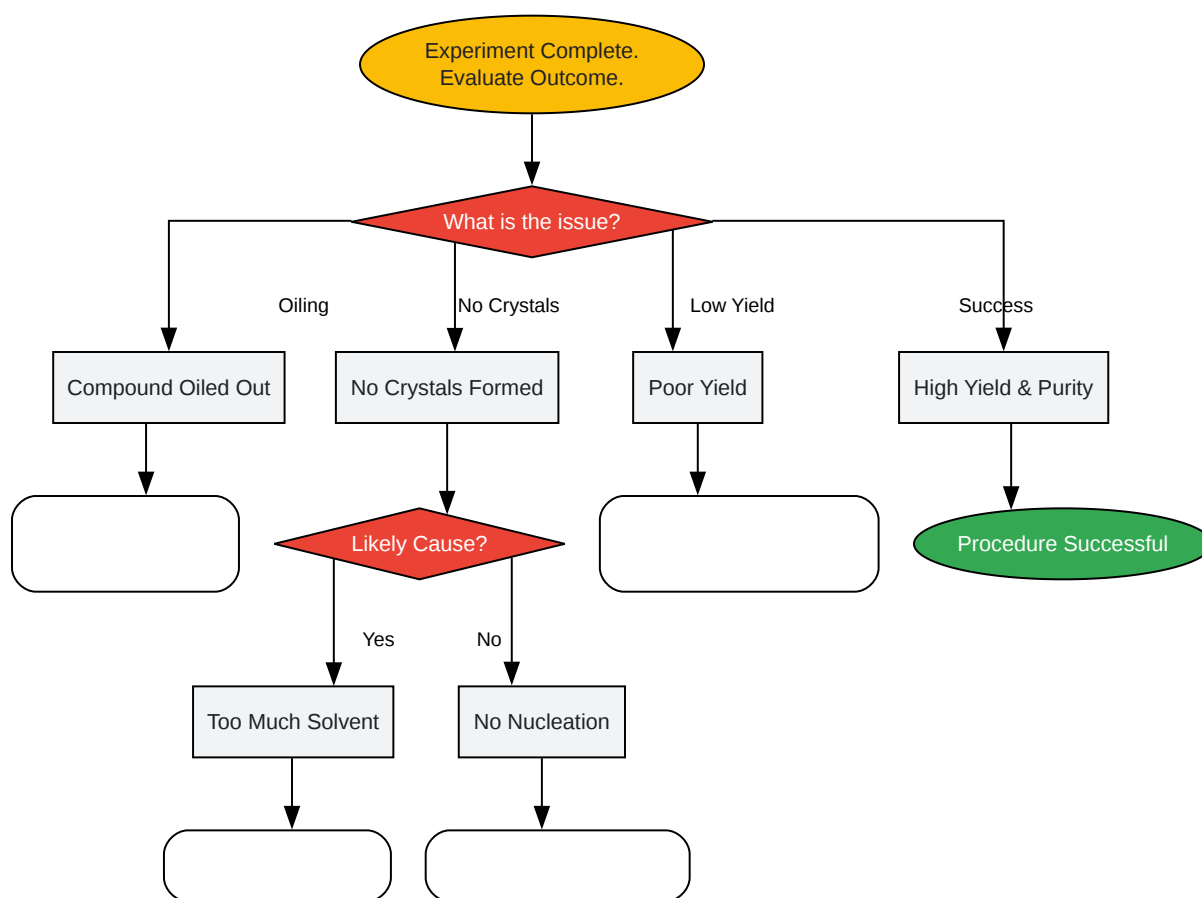 Experiment Complete.
Evaluate Outcome.
What is the issue?
Oiling
No Crystals
Low Yield
Success
Compound Oiled Out
No Crystals Formed
Poor Yield
High Yield & Purity
Likely Cause?
Procedure Successful
Yes
No
Too Much Solvent
No Nucleation